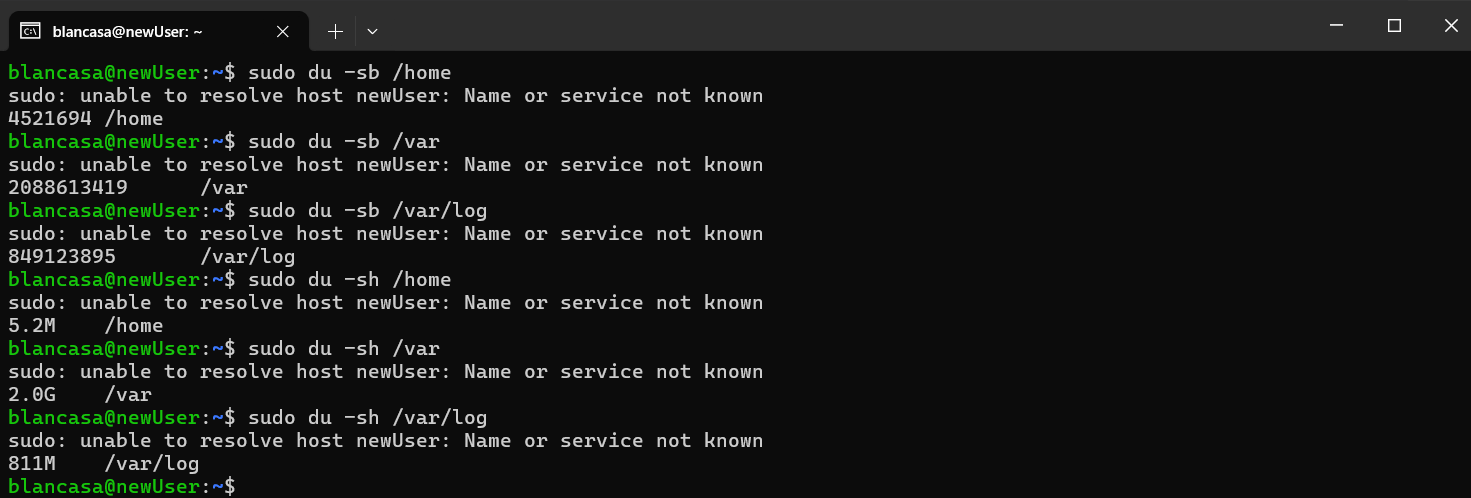 blancasa@newUser: ~
blancasa@newUser:~$ sudo du -sb /home
sudo: unable to resolve host newUser: Name or service not known
4521694 /home
blancasa@newUser:~$ sudo du -sb /var
sudo: unable to resolve host newUser: Name or service not known
2088613419      /var
blancasa@newUser:~$ sudo du -sb /var/log
sudo: unable to resolve host newUser: Name or service not known
849123895       /var/log
blancasa@newUser:~$ sudo du -sh /home
sudo: unable to resolve host newUser: Name or service not known
5.2M    /home
blancasa@newUser:~$ sudo du -sh /var
sudo: unable to resolve host newUser: Name or service not known
2.0G    /var
blancasa@newUser:~$ sudo du -sh /var/log
sudo: unable to resolve host newUser: Name or service not known
811M    /var/log
blancasa@newUser:~$